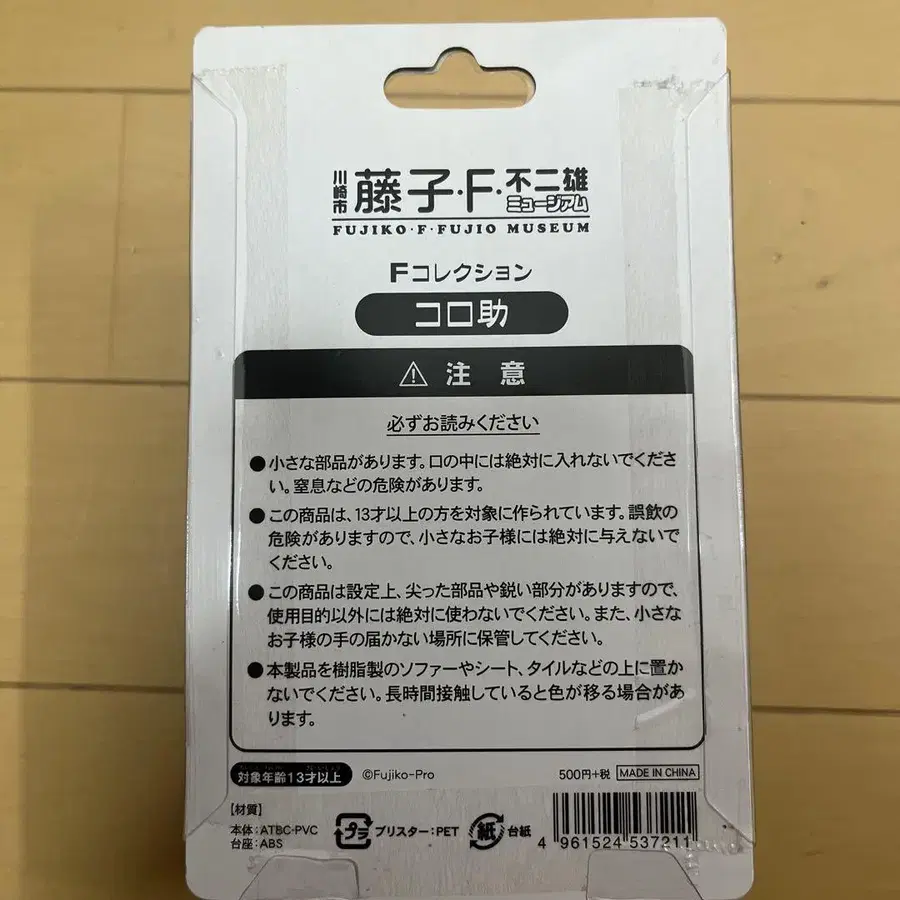 川崎市 藤子・F・不二雄 ミュージアム
FUJIKO・F・FUJIO MUSEUM
Fコレクション
コロ助
⚠ 注 意
必ずお読みください
●小さな部品があります。口の中には絶対に入れないでくださ
い。窒息などの危険があります。
●この商品は、13才以上の方を対象に作られています。誤飲の
危険がありますので、小さなお子様には絶対に与えないで
ください。
●この商品は設定上、尖った部品や鋭い部分がありますので、
使用目的以外には絶対に使わないでください。また、小さな
お子様の手の届かない場所に保管してください。
●本製品を樹脂製のソファーやシート、タイルなどの上に置か
ないでください。長時間接触していると色が移る場合があ
ります。
対象年齢13才以上 ©Fujiko-Pro 500円+税 MADE IN CHINA
【材質】
本体:ATBC-PVC
台座:ABS
プラ ブリスター:PET 紙 台紙
4 961524 537211